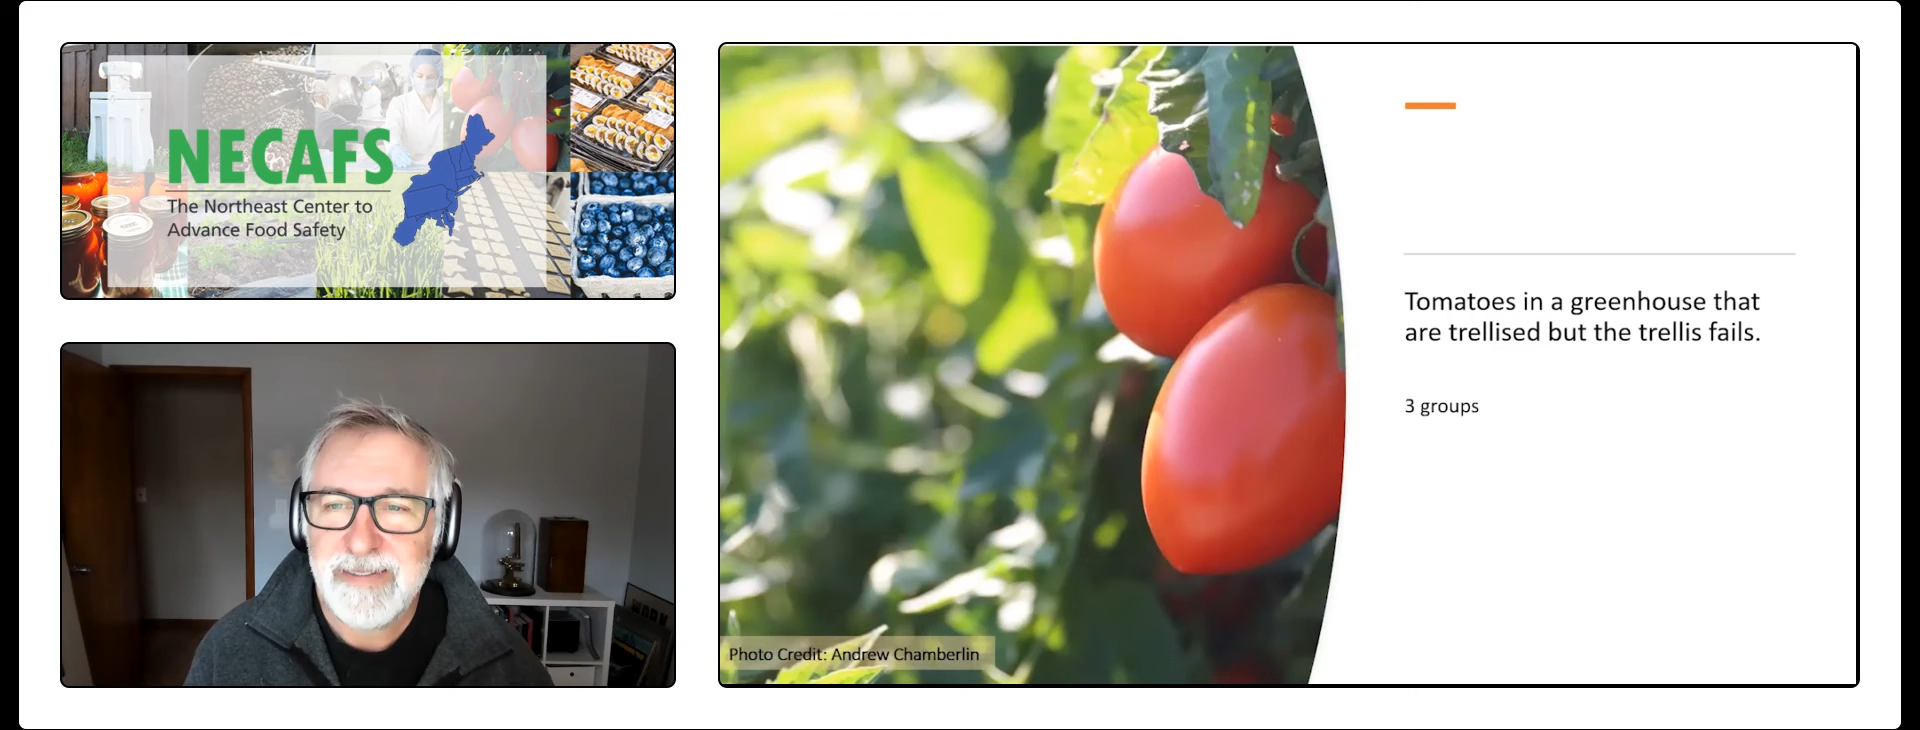 NECAFS
The Northeast Center to
Advance Food Safety
Tomatoes in a greenhouse that
are trellised but the trellis fails.
3 groups
Photo Credit: Andrew Chamberlin